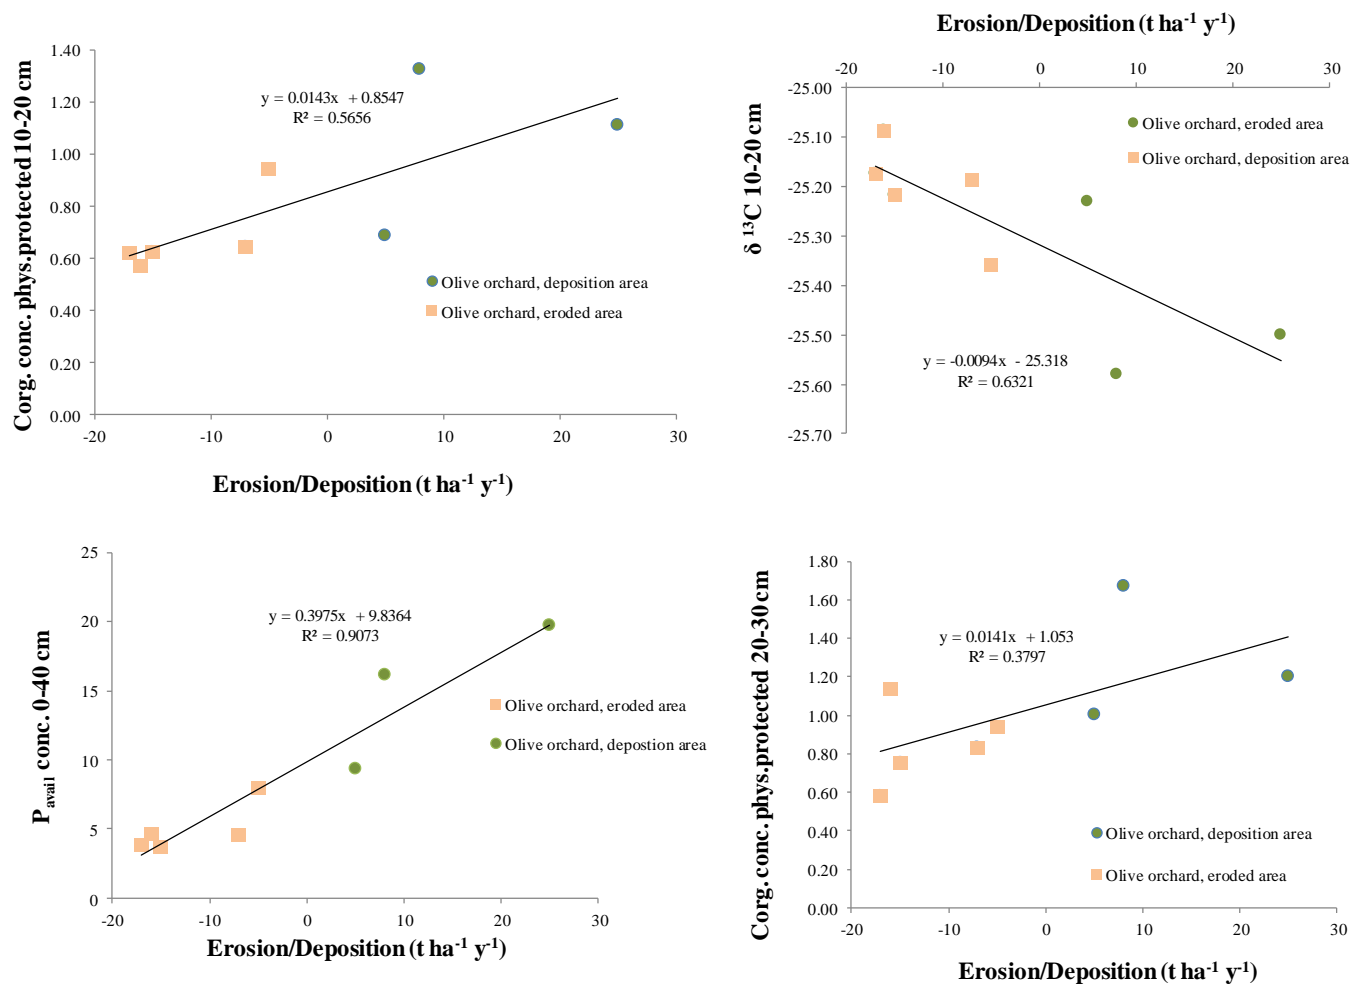 Corg. conc. phys.protected 10-20 cm
1.40
1.20
1.00
0.80
0.60
0.40
0.20
0.00
y = 0.0143x + 0.8547
R² = 0.5656
Olive orchard, deposition area
Olive orchard, eroded area
-20 -10 0 10 20 30
Erosion/Deposition (t ha-1 y-1)
Erosion/Deposition (t ha-1 y-1)
-20 -10 0 10 20 30
δ 13C 10-20 cm
-25.00
-25.10
-25.20
-25.30
-25.40
-25.50
-25.60
-25.70
Olive orchard, eroded area
Olive orchard, deposition area
y = -0.0094x - 25.318
R² = 0.6321
Pavail conc. 0-40 cm
25
20
15
10
5
0
y = 0.3975x + 9.8364
R² = 0.9073
Olive orchard, eroded area
Olive orchard, depostion area
-20 -10 0 10 20 30
Erosion/Deposition (t ha-1 y-1)
Corg. conc. phys.protected 20-30 cm
1.80
1.60
1.40
1.20
1.00
0.80
0.60
0.40
0.20
0.00
y = 0.0141x + 1.053
R² = 0.3797
Olive orchard, deposition area
Olive orchard, eroded area
-20 -10 0 10 20 30
Erosion/Deposition (t ha-1 y-1)